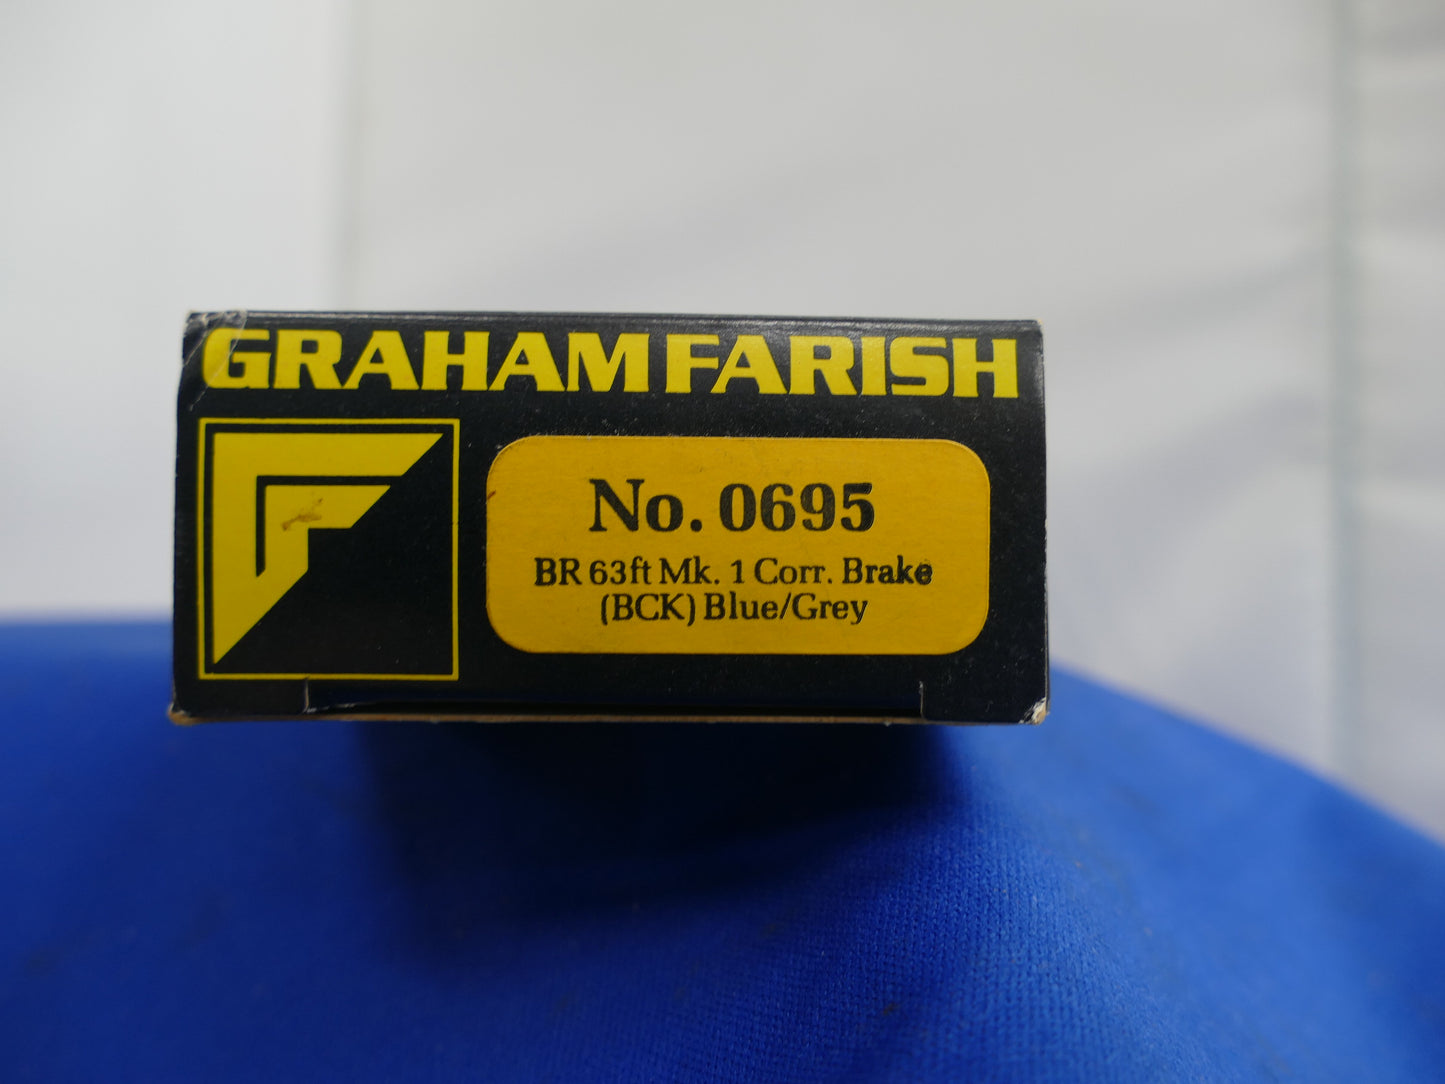 GRAHAM FARISH
No. 0695
BR 63ft Mk. 1 Corr. Brake
(BCK) Blue/Grey